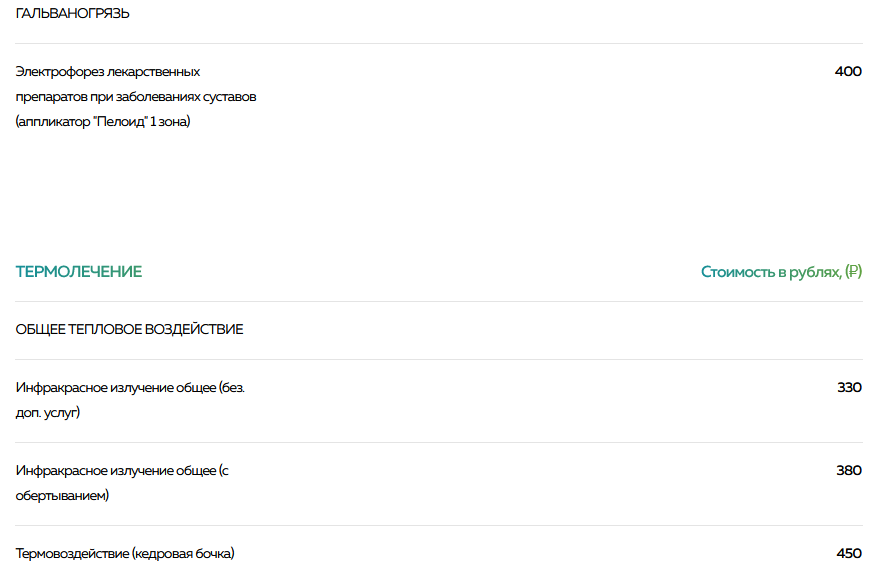 ГАЛЬВАНОГРЯЗЬ
Электрофорез лекарственных 400
препаратов при заболеваниях суставов
(аппликатор "Пелоид" 1 зона)
ТЕРМОЛЕЧЕНИЕ Стоимость в рублях, (₽)
ОБЩЕЕ ТЕПЛОВОЕ ВОЗДЕЙСТВИЕ
Инфракрасное излучение общее (без. 330
доп. услуг)
Инфракрасное излучение общее (с 380
обертыванием)
Термовоздействие (кедровая бочка) 450